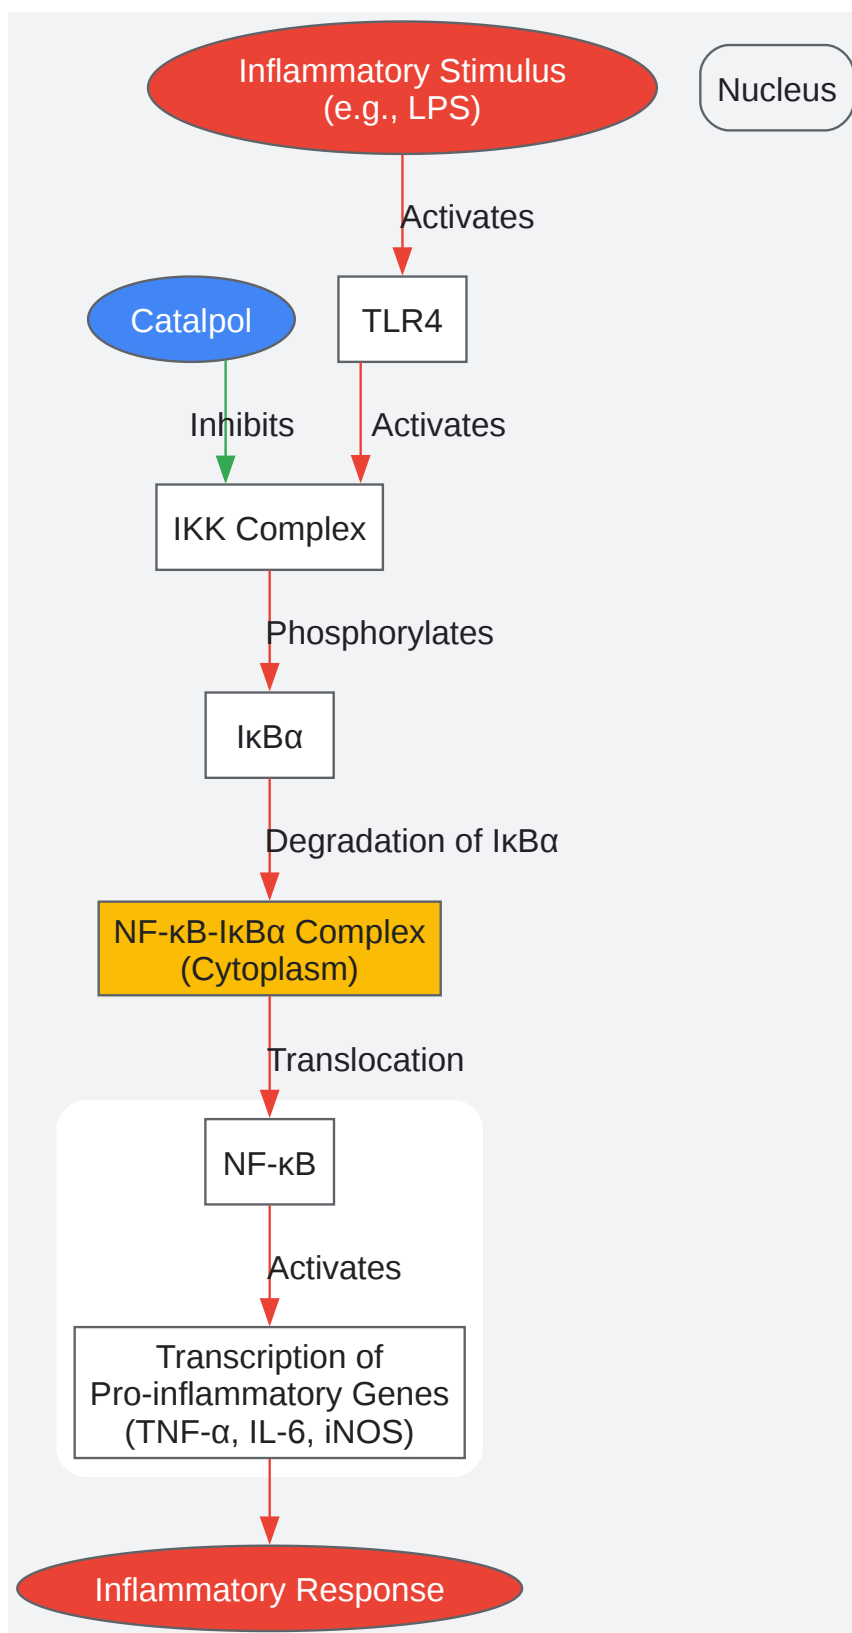 Inflammatory Stimulus
(e.g., LPS)
Nucleus
Activates
Catalpol
TLR4
Inhibits
Activates
IKK Complex
Phosphorylates
IκBα
Degradation of IκBα
NF-κB-IκBα Complex
(Cytoplasm)
Translocation
NF-κB
Activates
Transcription of
Pro-inflammatory Genes
(TNF-α, IL-6, iNOS)
Inflammatory Response